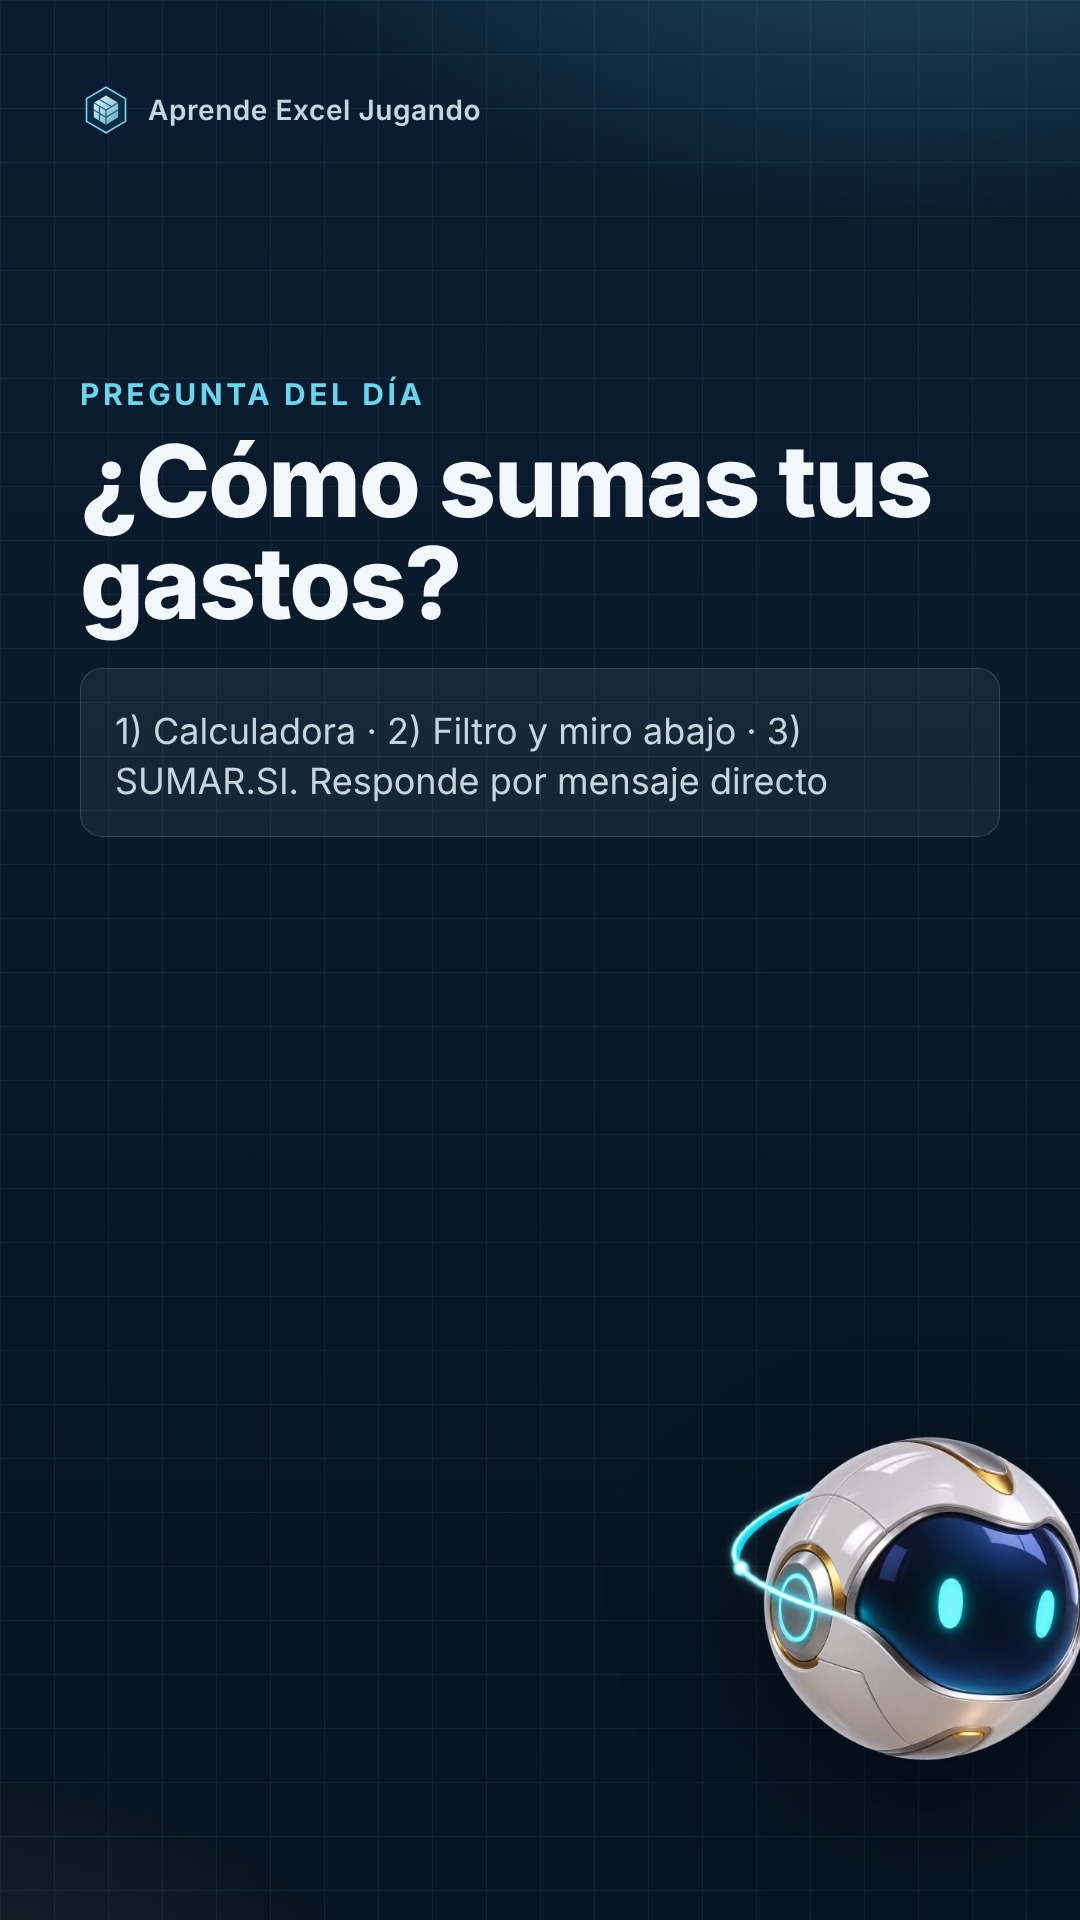 Aprende Excel Jugando
PREGUNTA DEL DÍA
¿Cómo sumas tus
gastos?
1) Calculadora · 2) Filtro y miro abajo · 3)
SUMAR.SI. Responde por mensaje directo